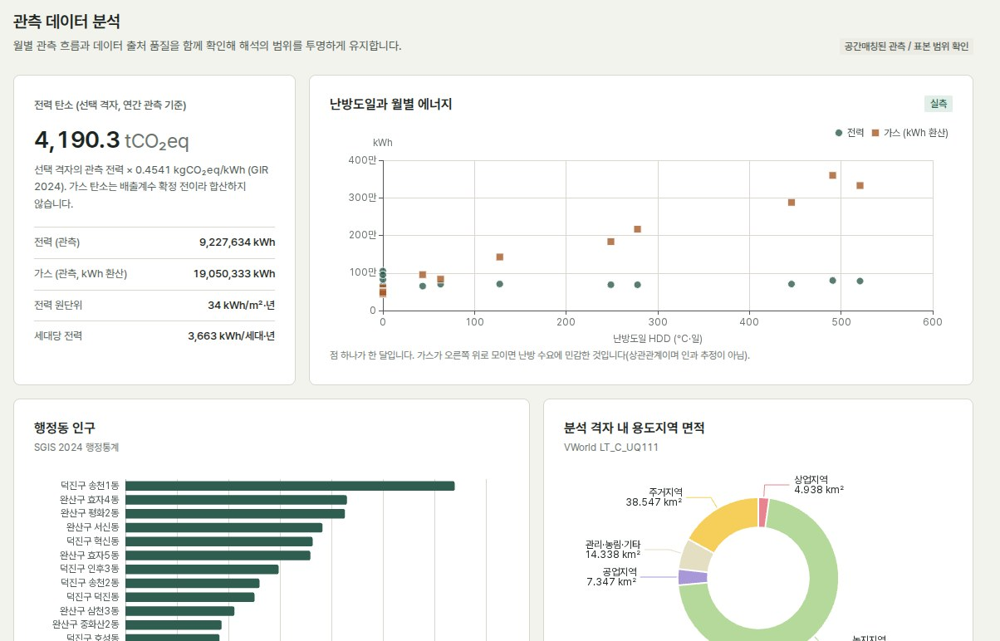 관측 데이터 분석
월별 관측 흐름과 데이터 출처 품질을 함께 확인해 해석의 범위를 투명하게 유지합니다.
공간매칭된 관측 / 표본 범위 확인
전력 탄소 (선택 격자, 연간 관측 기준)
4,190.3 tCO₂eq
선택 격자의 관측 전력 × 0.4541 kgCO₂eq/kWh (GIR
2024). 가스 탄소는 배출계수 확정 전이라 합산하지
않습니다.
전력 (관측) 9,227,634 kWh
가스 (관측, kWh 환산) 19,050,333 kWh
전력 원단위 34 kWh/m²·년
세대당 전력 3,663 kWh/세대·년
난방도일과 월별 에너지
실측
전력 가스 (kWh 환산)
kWh
400만
300만
200만
100만
0
0 100 200 300 400 500 600
난방도일 HDD (°C·일)
점 하나가 한 달입니다. 가스가 오른쪽 위로 모이면 난방 수요에 민감한 것입니다(상관관계이며 인과 추정이 아님).
행정동 인구
SGIS 2024 행정통계
덕진구 송천1동
완산구 효자4동
완산구 평화2동
완산구 서신동
덕진구 혁신동
완산구 효자5동
덕진구 인후3동
덕진구 송천2동
덕진구 덕진동
완산구 삼천3동
완산구 중화산2동
덕진구 호성동
분석 격자 내 용도지역 면적
VWorld LT_C_UQ111
상업지역
4.938 km²
주거지역
38.547 km²
관리·농림·기타
14.338 km²
공업지역
7.347 km²
녹지지역